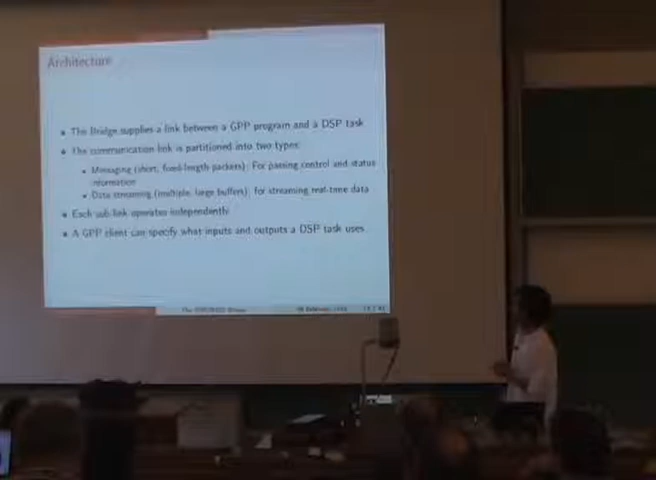 Architecture
The Bridge supplies a link between a GPP program and a DSP task
The communication link is partitioned into two types:
Messaging (short, fixed-length packets): For passing control and status
information
Data streaming (multiple, large buffers): for streaming real-time data
Each sub-link operates independently
A GPP client can specify what inputs and outputs a DSP task uses
The Bridge